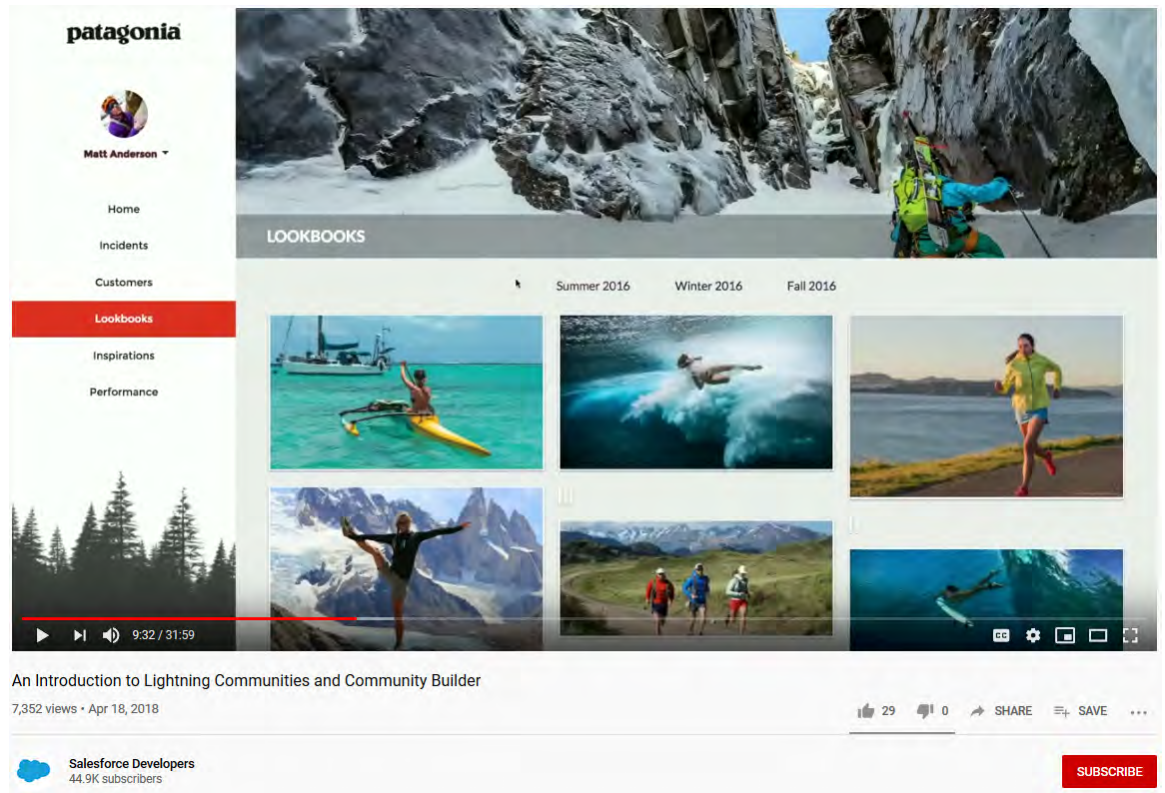 patagonia
Matt Anderson
Home
Incidents
Customers
Lookbooks
Inspirations
Performance
LOOKBOOKS
Summer 2016 Winter 2016 Fall 2016
9:32 / 31:59
CC
An Introduction to Lightning Communities and Community Builder
7,352 views • Apr 18, 2018
29 0 SHARE SAVE
Salesforce Developers
44.9K subscribers
SUBSCRIBE